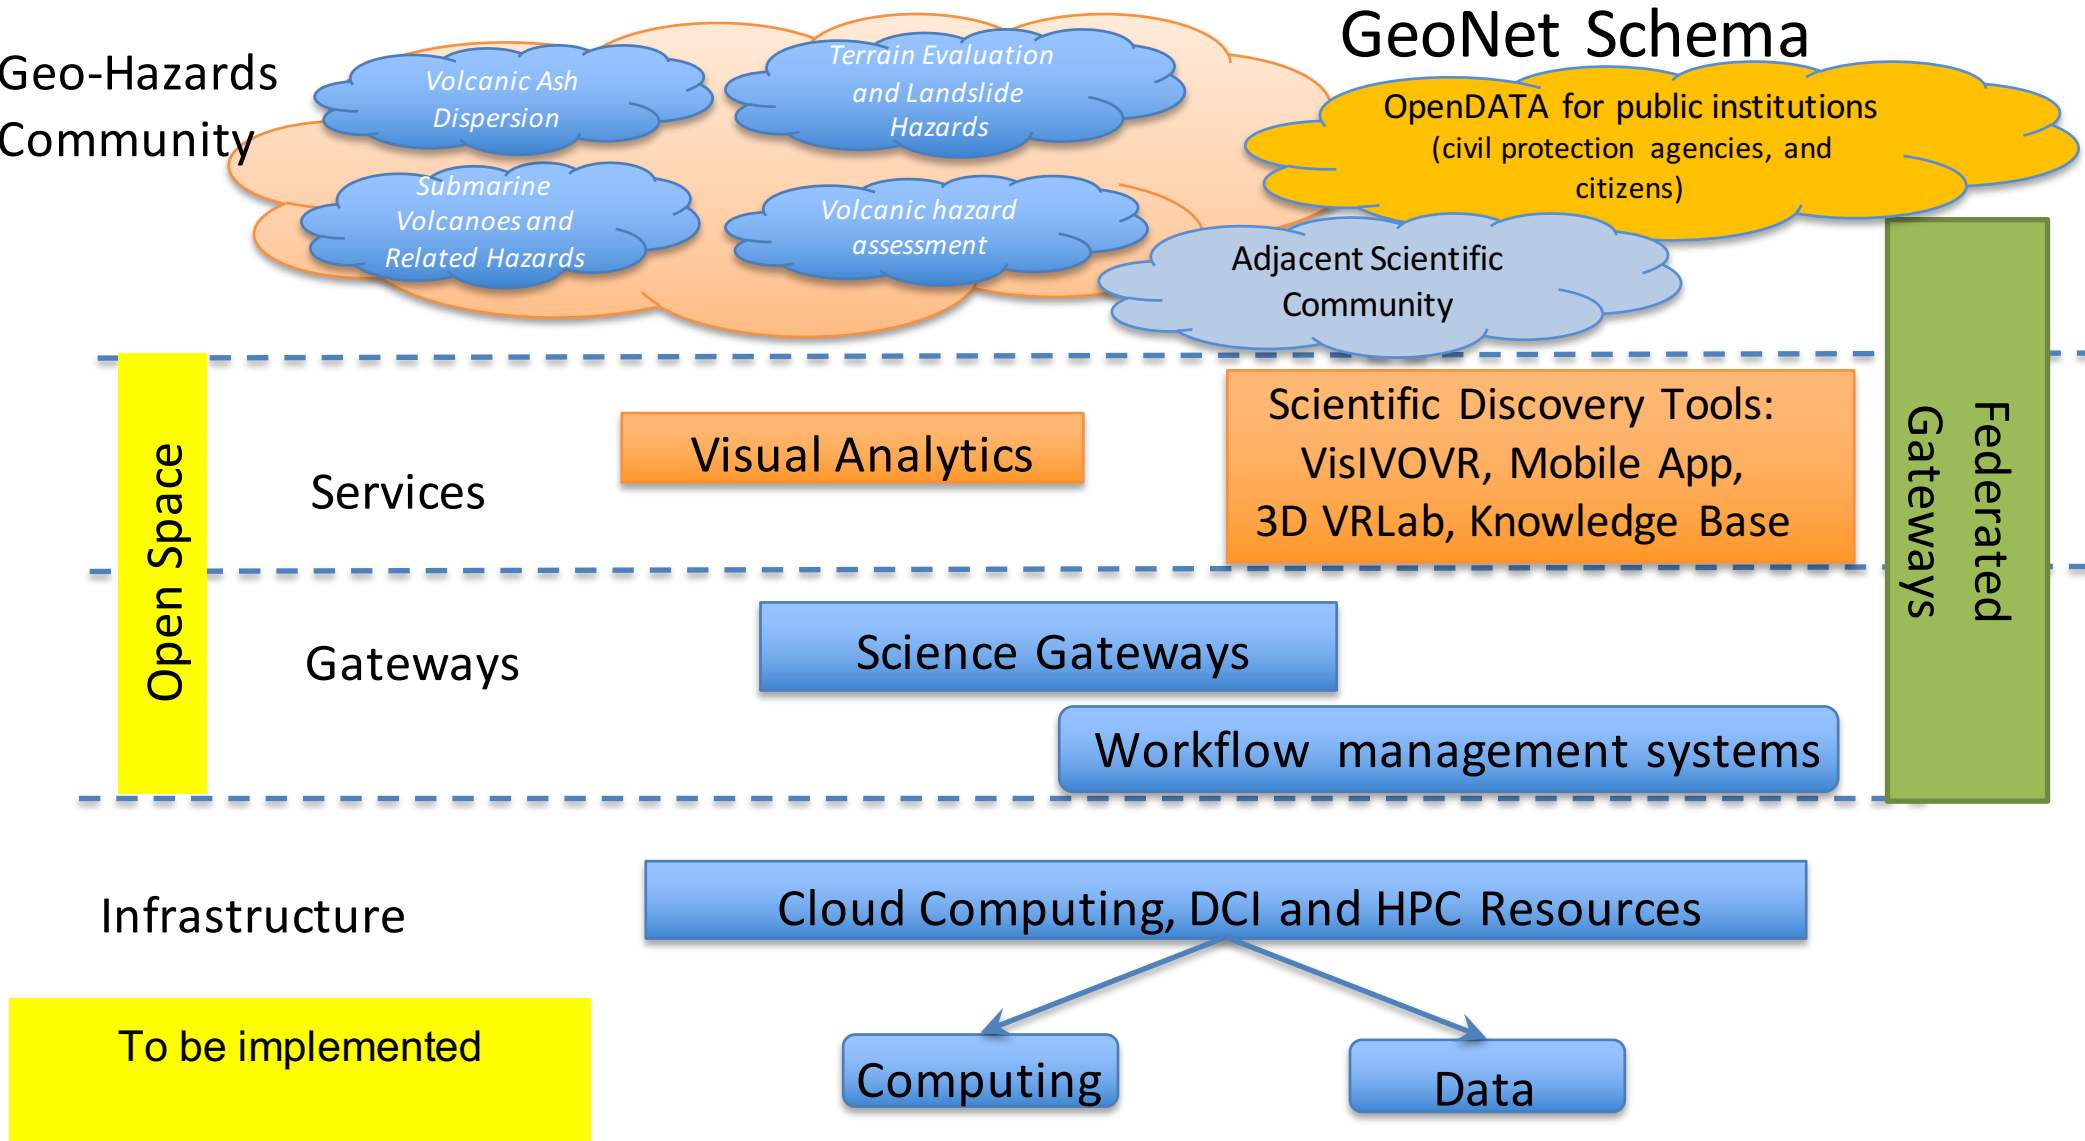 GeoNet Schema
Geo-Hazards
Community
Volcanic Ash
Dispersion
Terrain Evaluation
and Landslide
Hazards
Submarine
Volcanoes and
Related Hazards
Volcanic hazard
assessment
OpenDATA for public institutions
(civil protection agencies, and
citizens)
Adjacent Scientific
Community
Open Space
Services
Visual Analytics
Scientific Discovery Tools:
VisIVOVR, Mobile App,
3D VRLab, Knowledge Base
Federated
Gateways
Gateways
Science Gateways
Workflow management systems
Infrastructure
Cloud Computing, DCI and HPC Resources
To be implemented
Computing
Data